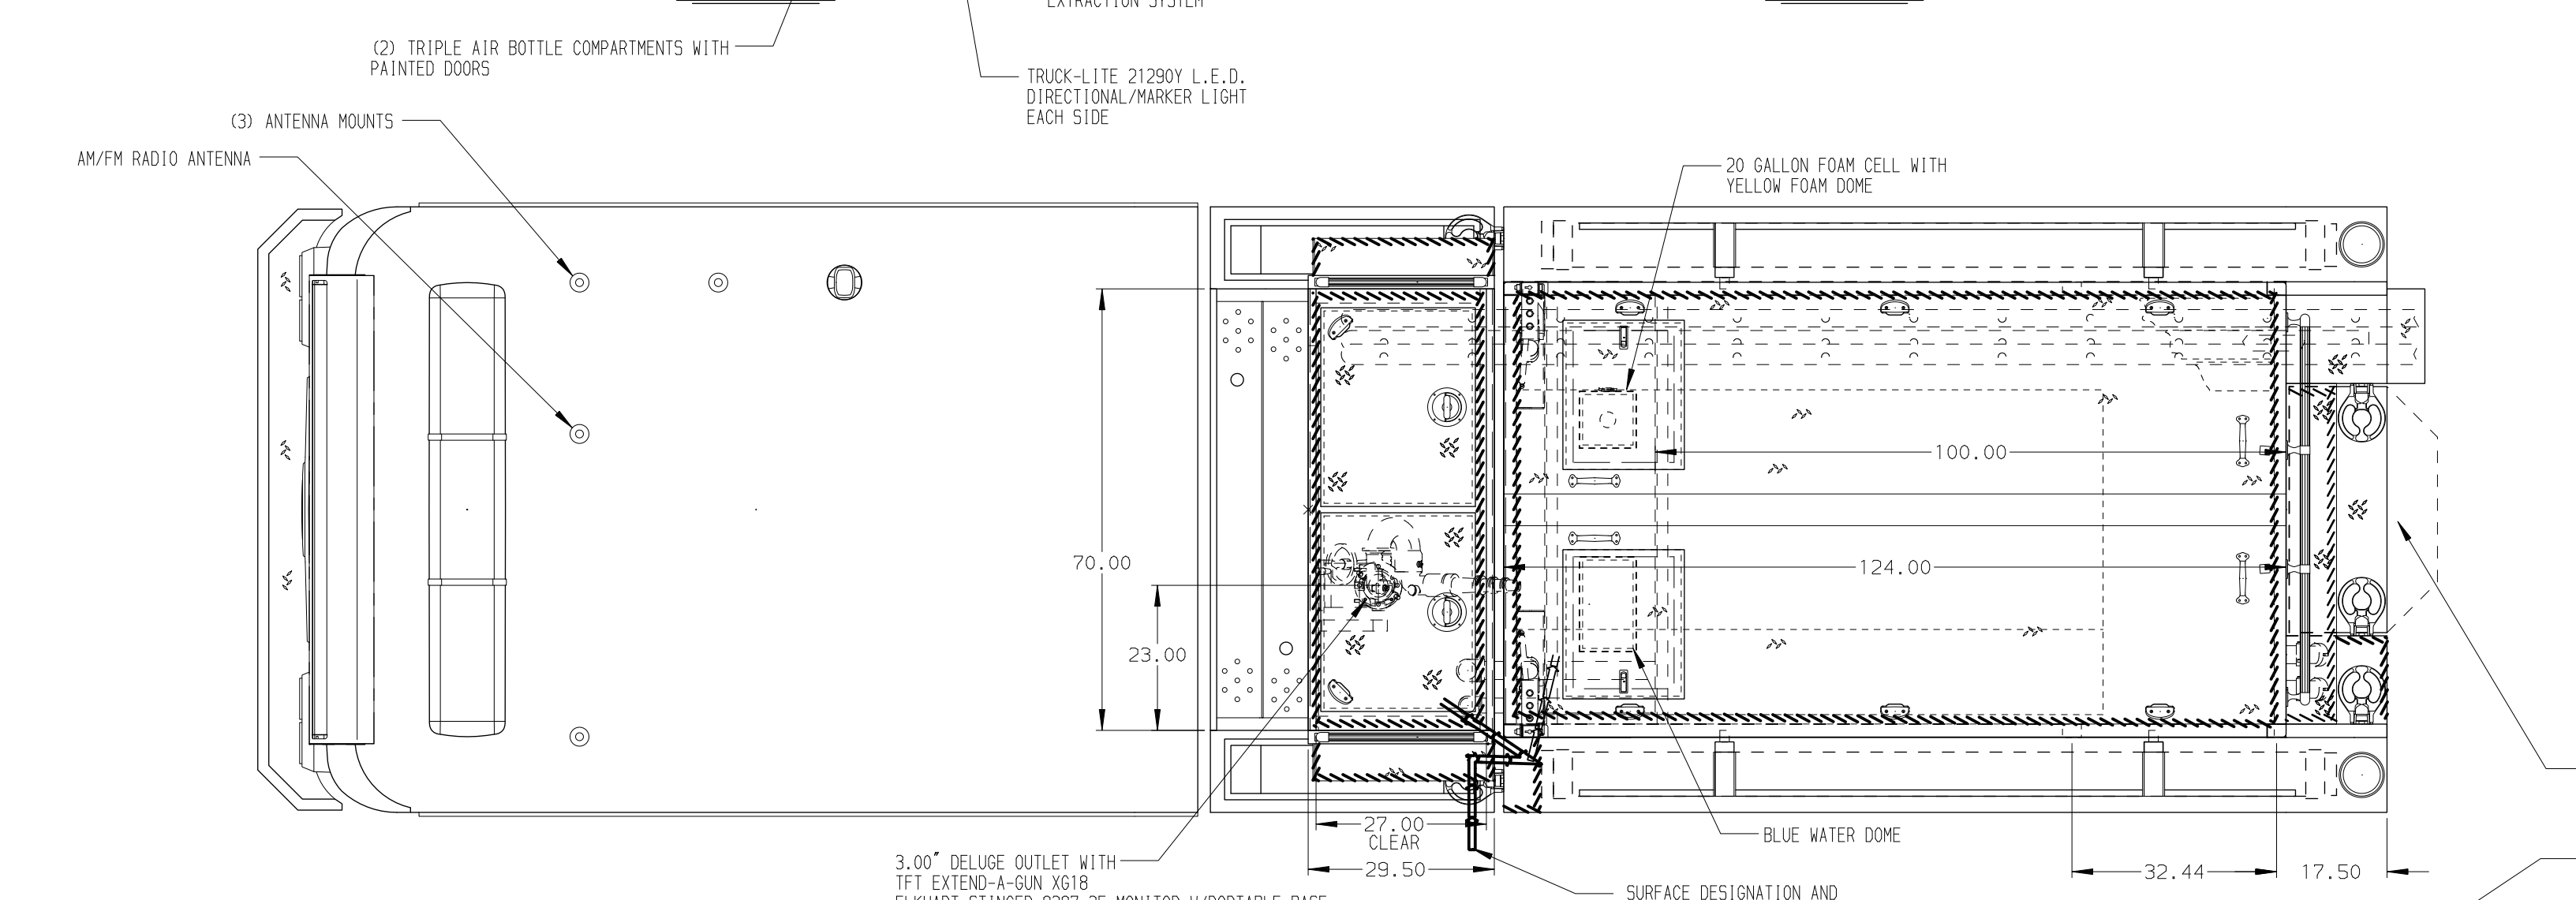 EXTRACTION SYSTEM
(2) TRIPLE AIR BOTTLE COMPARTMENTS WITH
PAINTED DOORS
TRUCK-LITE 21290Y L.E.D.
DIRECTIONAL/MARKER LIGHT
EACH SIDE
(3) ANTENNA MOUNTS
AM/FM RADIO ANTENNA
20 GALLON FOAM CELL WITH
YELLOW FOAM DOME
100.00
70.00
124.00
23.00
27.00
CLEAR
29.50
BLUE WATER DOME
32.44
17.50
3.00" DELUGE OUTLET WITH
TFT EXTEND-A-GUN XG18
SURFACE DESIGNATION AND